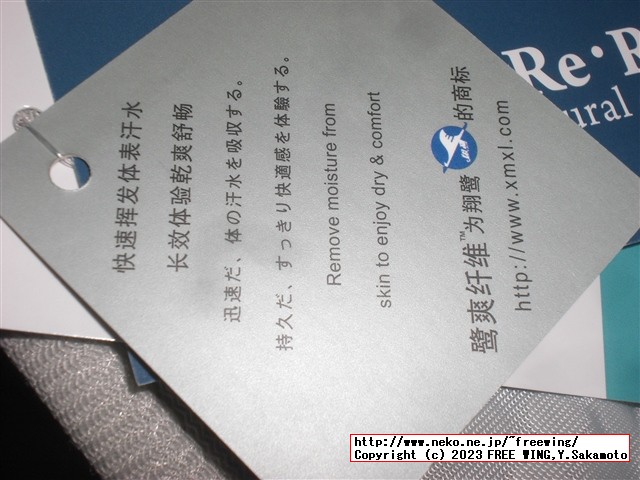 快速挥发体表汗水
长效体验乾爽舒畅
迅速だ、体の汗水を吸収する。
持久だ、すっきり快適感を体験する。
Remove moisture from
skin to enjoy dry & comfort
鹭爽纤维™为翔鹭 的商标
http://www.xmxl.com
Re·R
tural
http://www.neko.ne.jp/~freewing/
Copyright (c) 2023 FREE WING,Y.Sakamoto